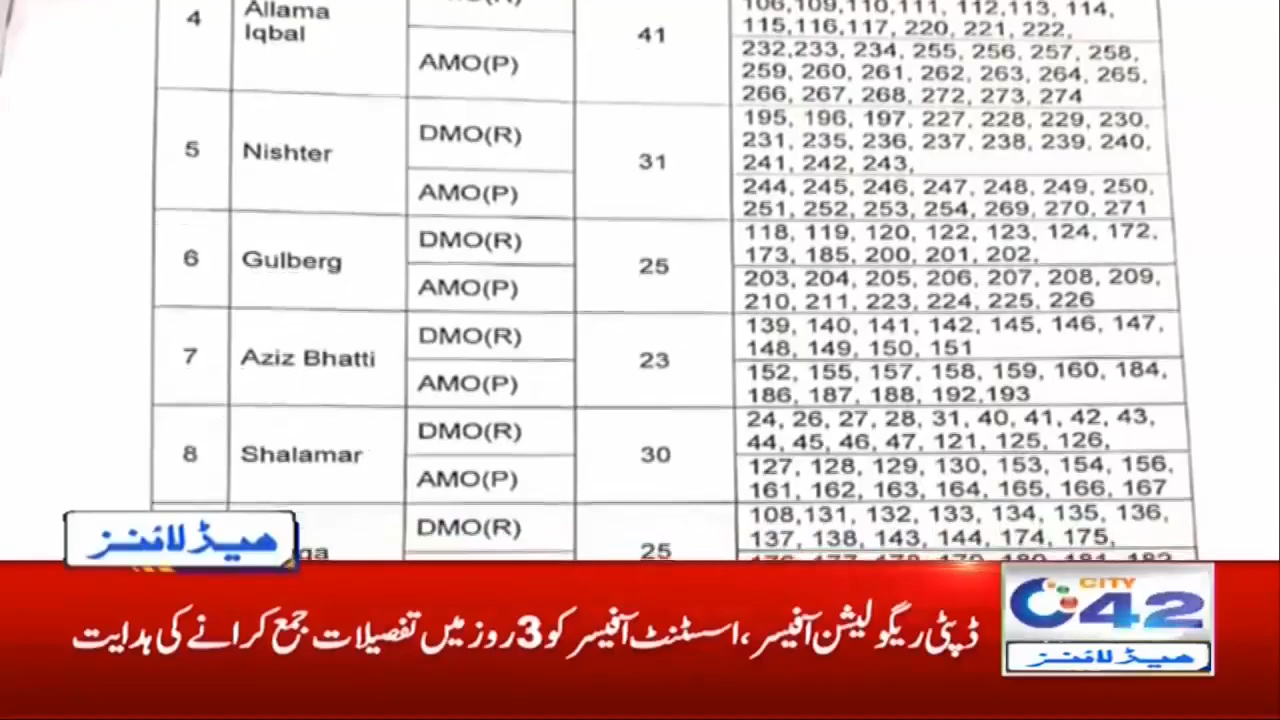 4 Allama Iqbal DMO(R) 41 106,109,110,111, 112,113, 114,
115,116,117, 220, 221, 222,
AMO(P) 232,233, 234, 255, 256, 257, 258,
259, 260, 261, 262, 263, 264, 265,
266, 267, 268, 272, 273, 274
5 Nishter DMO(R) 31 195, 196, 197, 227, 228, 229, 230,
231, 235, 236, 237, 238, 239, 240,
241, 242, 243,
AMO(P) 244, 245, 246, 247, 248, 249, 250,
251, 252, 253, 254, 269, 270, 271
6 Gulberg DMO(R) 25 118, 119, 120, 122, 123, 124, 172,
173, 185, 200, 201, 202,
AMO(P) 203, 204, 205, 206, 207, 208, 209,
210, 211, 223, 224, 225, 226
7 Aziz Bhatti DMO(R) 23 139, 140, 141, 142, 145, 146, 147,
148, 149, 150, 151
AMO(P) 152, 155, 157, 158, 159, 160, 184,
186, 187, 188, 192,193
8 Shalamar DMO(R) 30 24, 26, 27, 28, 31, 40, 41, 42, 43,
44, 45, 46, 47, 121, 125, 126,
AMO(P) 127, 128, 129, 130, 153, 154, 156,
161, 162, 163, 164, 165, 166, 167
DMO(R) 25 108,131, 132, 133, 134, 135, 136,
137, 138, 143, 144, 174, 175,
176, 177, 178, 179, 180, 181, 182
ہیڈلائنز
ڈپٹی ریگولیشن آفیسر، اسسٹنٹ آفیسر کو 3 روز میں تفصیلات جمع کرانے کی ہدایت
CITY
42
ہیڈلائنز